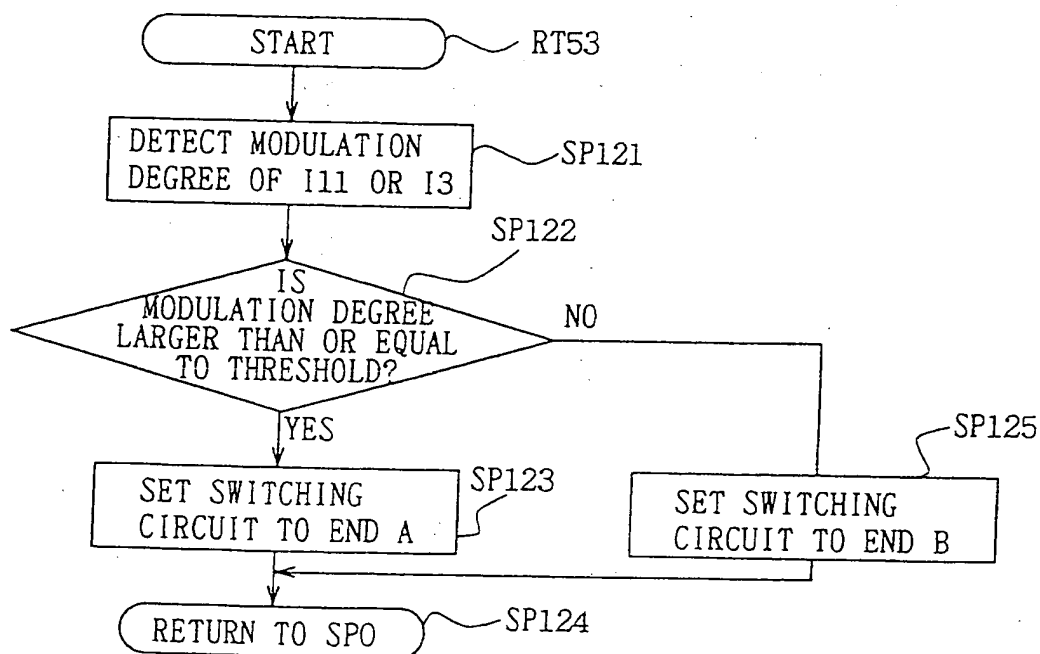 START
RT53
DETECT MODULATION
DEGREE OF I11 OR I3
SP121
SP122
IS
MODULATION DEGREE
LARGER THAN OR EQUAL
TO THRESHOLD?
NO
YES
SP125
SET SWITCHING
CIRCUIT TO END A
SP123
SET SWITCHING
CIRCUIT TO END B
RETURN TO SPO
SP124